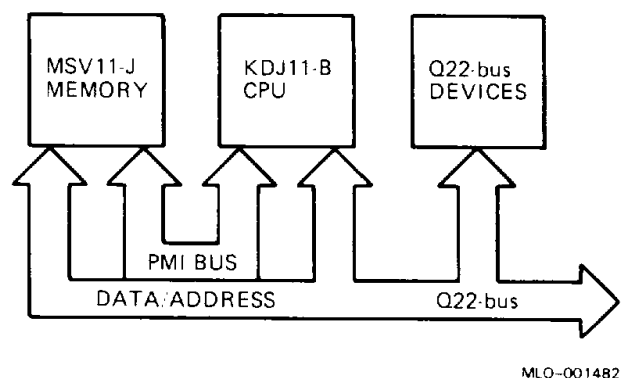 MSV11-J
MEMORY
KDJ11-B
CPU
Q22-bus
DEVICES
PMI BUS
DATA/ADDRESS
Q22-bus
MLO-001482